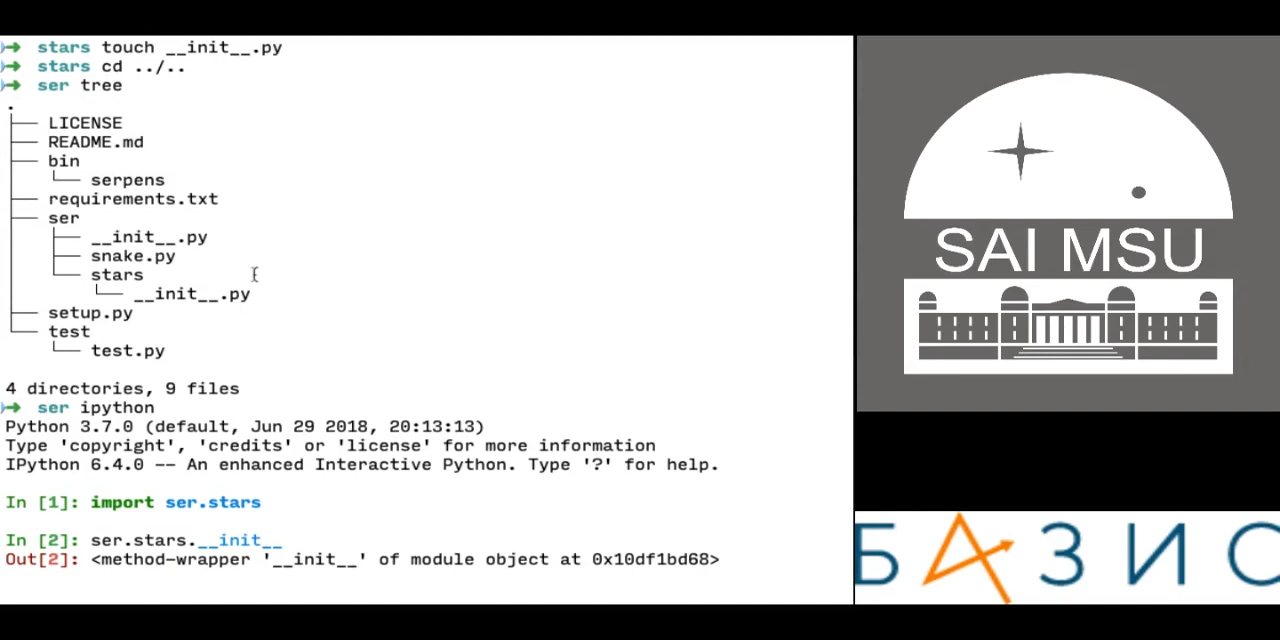 stars touch __init__.py
stars cd ../..
ser tree
.
├── LICENSE
├── README.md
├── bin
│   └── serpens
├── requirements.txt
├── ser
│   ├── __init__.py
│   ├── snake.py
│   └── stars
│       └── __init__.py
├── setup.py
└── test
    └── test.py
4 directories, 9 files
ser ipython
Python 3.7.0 (default, Jun 29 2018, 20:13:13)
Type 'copyright', 'credits' or 'license' for more information
IPython 6.4.0 -- An enhanced Interactive Python. Type '?' for help.
In [1]: import ser.stars
In [2]: ser.stars.__init__
Out[2]: <method-wrapper '__init__' of module object at 0x10df1bd68>
SAI MSU
БАЗИС